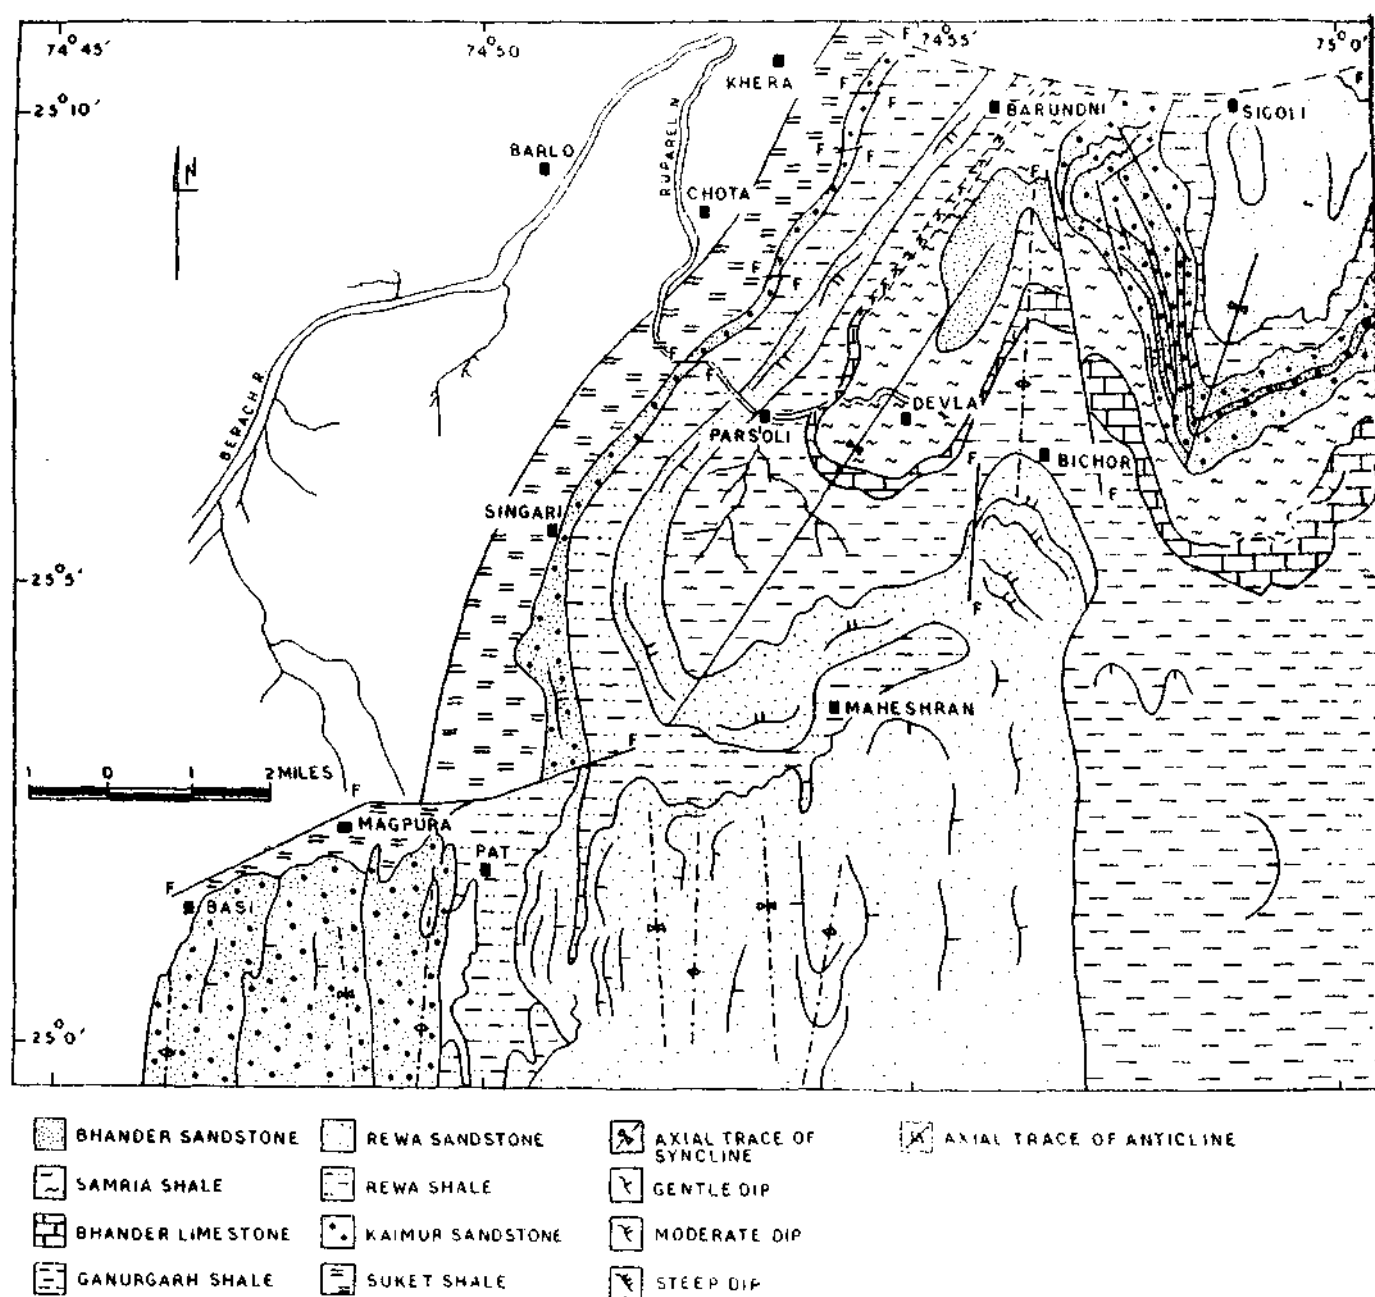 74° 45'
74° 50
74° 55'
75° 0'
F
F
KHERA
F
F
25° 10'
BARUNDNI
SIGOLI
BARLO
RUPAREL N
F
F
F
CHOTA
N
F
F
F
F
F
BERACH R
DEVLA
PARSOLI
F
BICHOR
F
SINGARI
25° 5'
F
MAHESHRAN
F
1 0 1 2 MILES
F
MAGPURA
PAT
F
BASI
25° 0'
BHANDER SANDSTONE
REWA SANDSTONE
AXIAL TRACE OF
SYNCLINE
AXIAL TRACE OF ANTICLINE
SAMRIA SHALE
REWA SHALE
GENTLE DIP
BHANDER LIMESTONE
KAIMUR SANDSTONE
MODERATE DIP
GANURGARH SHALE
SUKET SHALE
STEEP DIP